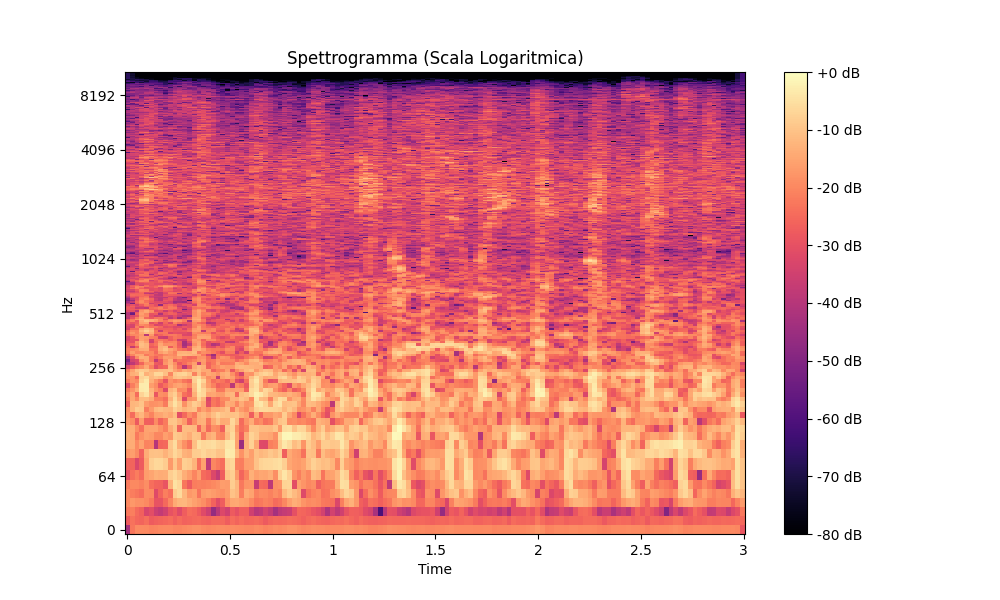 Spettrogramma (Scala Logaritmica)
Hz
8192
4096
2048
1024
512
256
128
64
0
0 0.5 1 1.5 2 2.5 3
Time
+0 dB
-10 dB
-20 dB
-30 dB
-40 dB
-50 dB
-60 dB
-70 dB
-80 dB